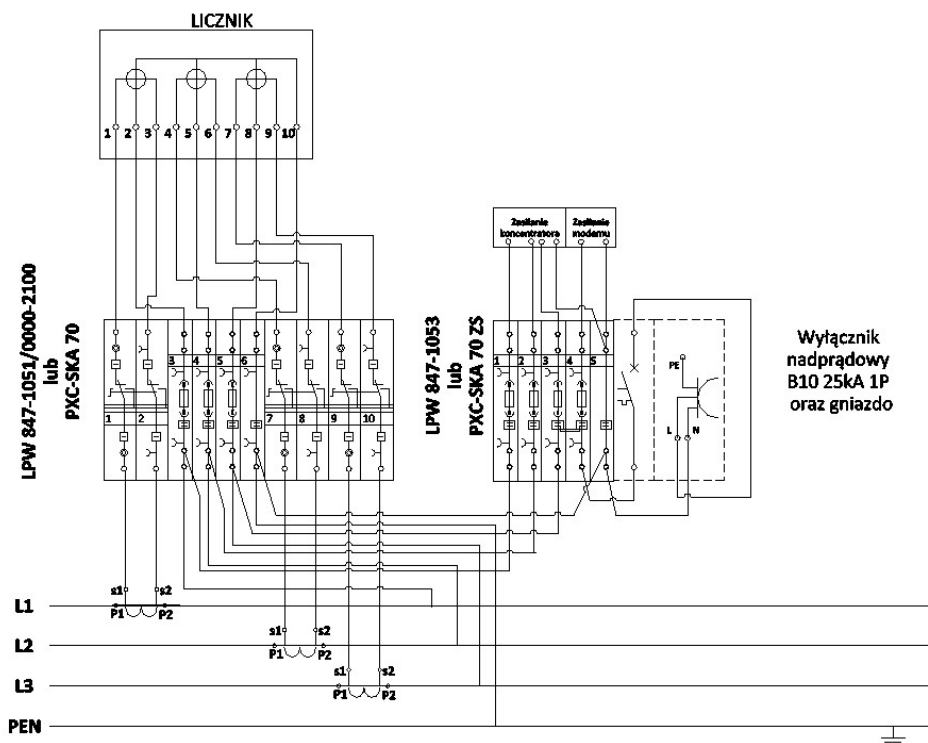 LICZNIK
1 2 3 4 5 6 7 8 9 10
Zasilanie koncentratora
Zasilanie modemu
LPW 847-1051/0000-2100
lub
PXC-SKA 70
3 4 5 6
1 2 7 8 9 10
LPW 847-1053
lub
PXC-SKA 70 ZS
1 2 3 4 5
PE
L N
Wyłącznik
nadprądowy
B10 25kA 1P
oraz gniazdo
s1 s2
L1
P1 P2
s1 s2
L2
P1 P2
s1 s2
L3
P1 P2
PEN